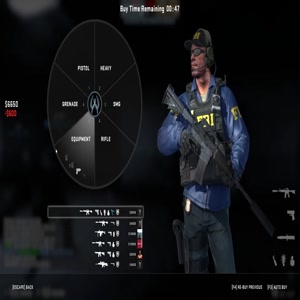 Buy Time Remaining 00:47
PISTOL HEAVY
$6650
-$600
GRENADE SMG
EQUIPMENT RIFLE
FBI
[ESCAPE] BACK [F4] RE-BUY PREVIOUS [F3] AUTO BUY